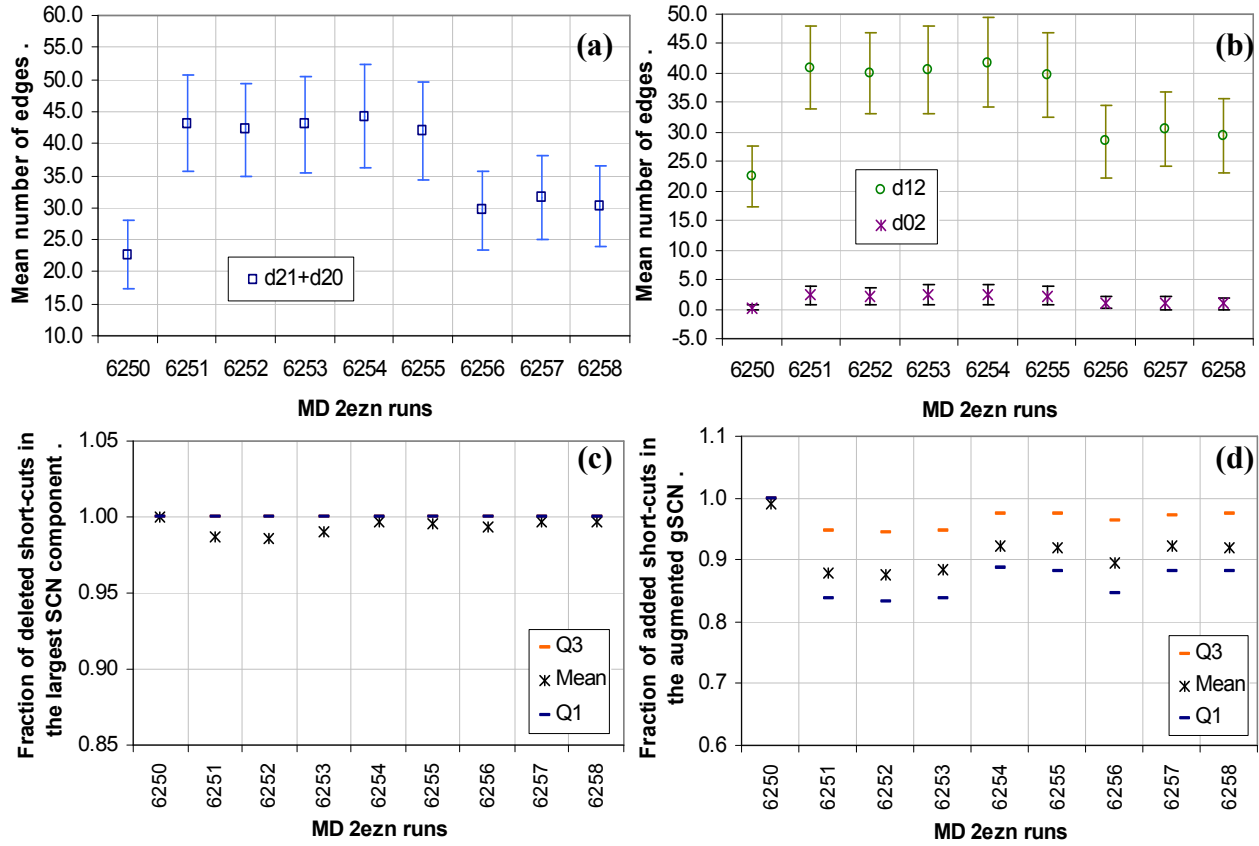 (a)
Mean number of edges .
60.0
55.0
50.0
45.0
40.0
35.0
30.0
25.0
20.0
15.0
10.0
d21+d20
6250 6251 6252 6253 6254 6255 6256 6257 6258
MD 2ezn runs
(b)
Mean number of edges .
50.0
45.0
40.0
35.0
30.0
25.0
20.0
15.0
10.0
5.0
0.0
-5.0
d12
d02
6250 6251 6252 6253 6254 6255 6256 6257 6258
MD 2ezn runs
(c)
Fraction of deleted short-cuts in
the largest SCN component .
1.05
1.00
0.95
0.90
0.85
Q3
Mean
Q1
6250 6251 6252 6253 6254 6255 6256 6257 6258
MD 2ezn runs
(d)
Fraction of added short-cuts in
the augmented gSCN .
1.1
1.0
0.9
0.8
0.7
0.6
Q3
Mean
Q1
6250 6251 6252 6253 6254 6255 6256 6257 6258
MD 2ezn runs